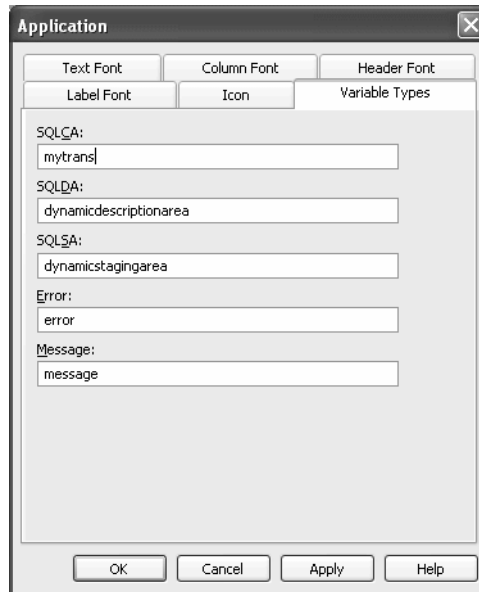 Application
Text Font Column Font Header Font
Label Font Icon Variable Types
SQLCA:
mytrans
SQLDA:
dynamicdescriptionarea
SQLSA:
dynamicstagingarea
Error:
error
Message:
message
OK Cancel Apply Help